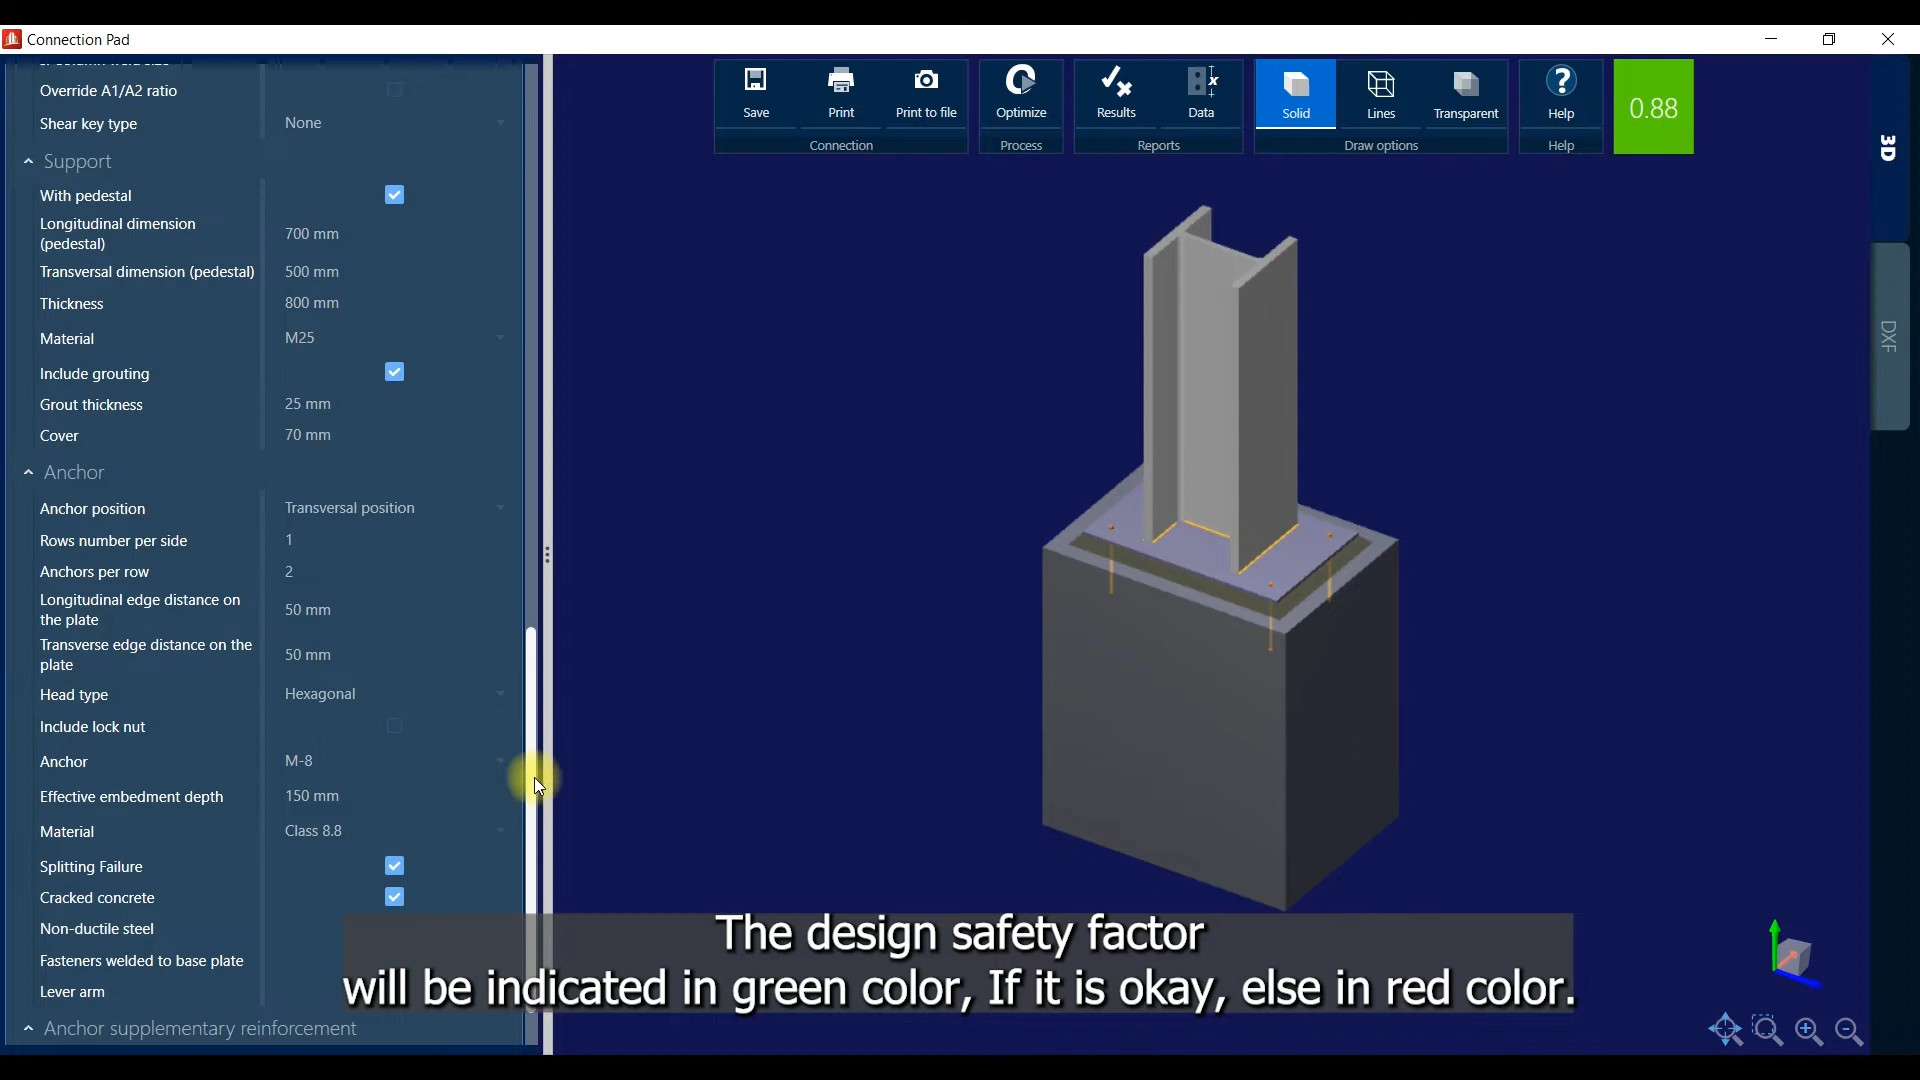 Connection Pad
Override A1/A2 ratio
Shear key type
None
Support
With pedestal
Longitudinal dimension
(pedestal)
700 mm
Transversal dimension (pedestal)
500 mm
Thickness
800 mm
Material
M25
Include grouting
Grout thickness
25 mm
Cover
70 mm
Anchor
Anchor position
Transversal position
Rows number per side
1
Anchors per row
2
Longitudinal edge distance on
the plate
50 mm
Transverse edge distance on the
plate
50 mm
Head type
Hexagonal
Include lock nut
Anchor
M-8
Effective embedment depth
150 mm
Material
Class 8.8
Splitting Failure
Cracked concrete
Non-ductile steel
Fasteners welded to base plate
Lever arm
Anchor supplementary reinforcement
Save
Print
Print to file
Connection
Optimize
Process
Results
Data
Reports
Solid
Lines
Transparent
Draw options
Help
Help
0.88
3D
DXF
The design safety factor
will be indicated in green color, If it is okay, else in red color.